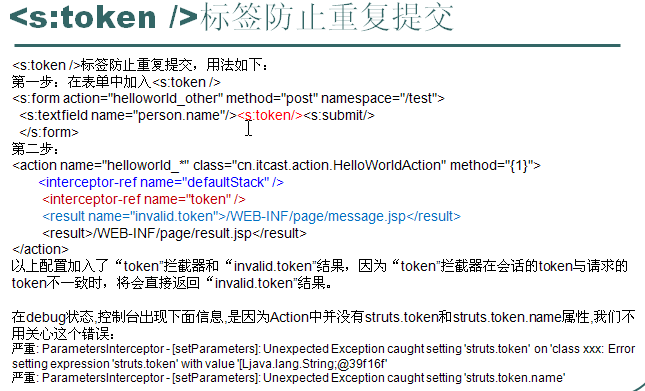 <s:token />标签防止重复提交
<s:token />标签防止重复提交，用法如下：
第一步：在表单中加入<s:token />
<s:form action="helloworld_other" method="post" namespace="/test">
<s:textfield name="person.name"/><s:token/><s:submit/>
</s:form>
第二步：
<action name="helloworld_*" class="cn.itcast.action.HelloWorldAction" method="{1}">
<interceptor-ref name="defaultStack" />
<interceptor-ref name="token" />
<result name="invalid.token">/WEB-INF/page/message.jsp</result>
<result>/WEB-INF/page/result.jsp</result>
</action>
以上配置加入了“token”拦截器和“invalid.token”结果，因为“token”拦截器在会话的token与请求的
token不一致时，将会直接返回“invalid.token”结果。
在debug状态,控制台出现下面信息,是因为Action中并没有struts.token和struts.token.name属性,我们不
用关心这个错误：
严重: ParametersInterceptor - [setParameters]: Unexpected Exception caught setting 'struts.token' on 'class xxx: Error
setting expression 'struts.token' with value '[Ljava.lang.String;@39f16f'
严重: ParametersInterceptor - [setParameters]: Unexpected Exception caught setting 'struts.token.name'